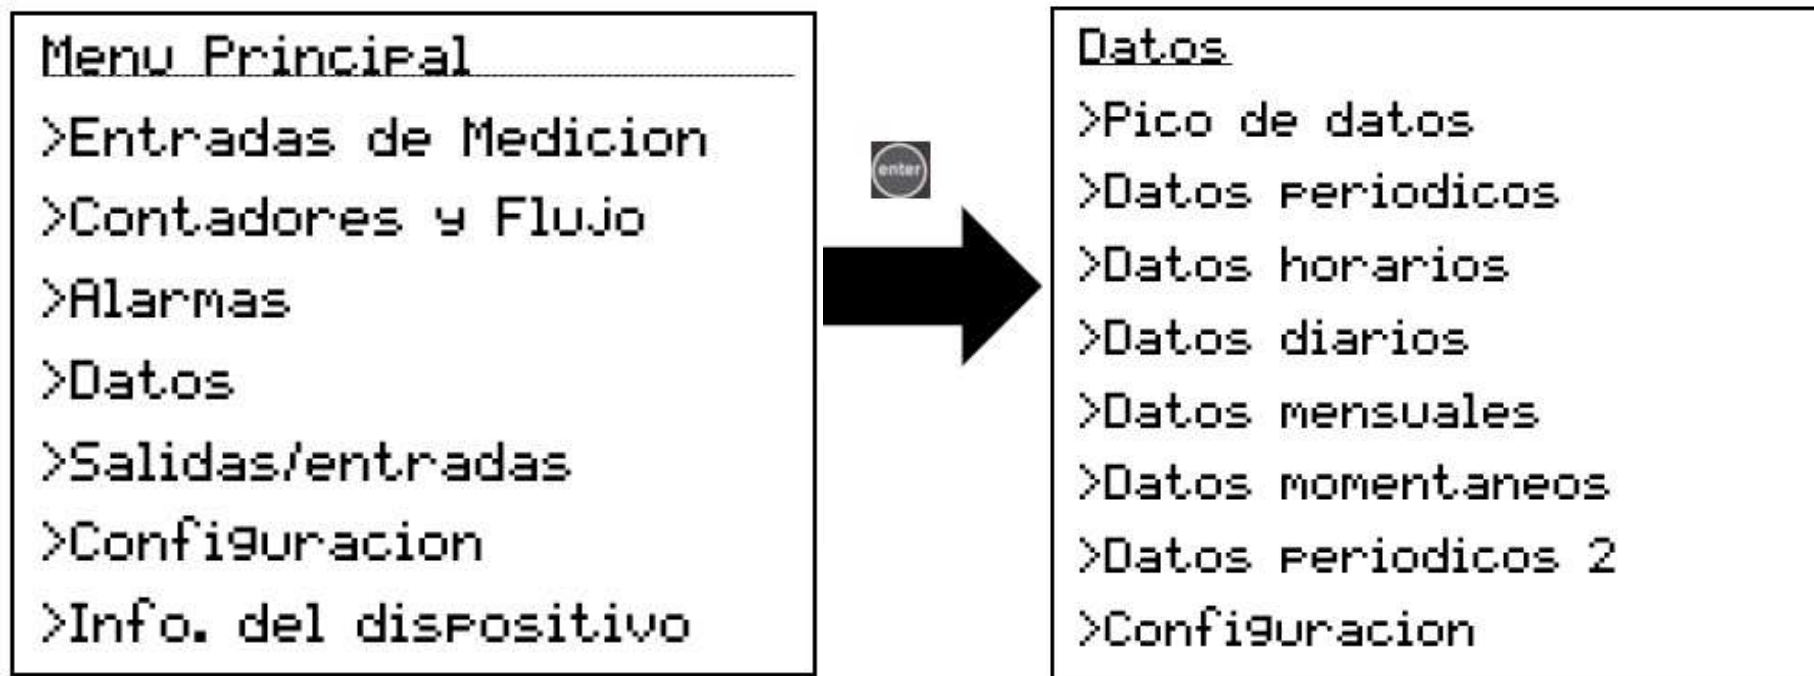 Menu Principal
>Entradas de Medicion
>Contadores y Flujo
>Alarmas
>Datos
>Salidas/entradas
>Configuracion
>Info. del dispositivo
enter
Datos
>Pico de datos
>Datos periodicos
>Datos horarios
>Datos diarios
>Datos mensuales
>Datos momentaneos
>Datos periodicos 2
>Configuracion